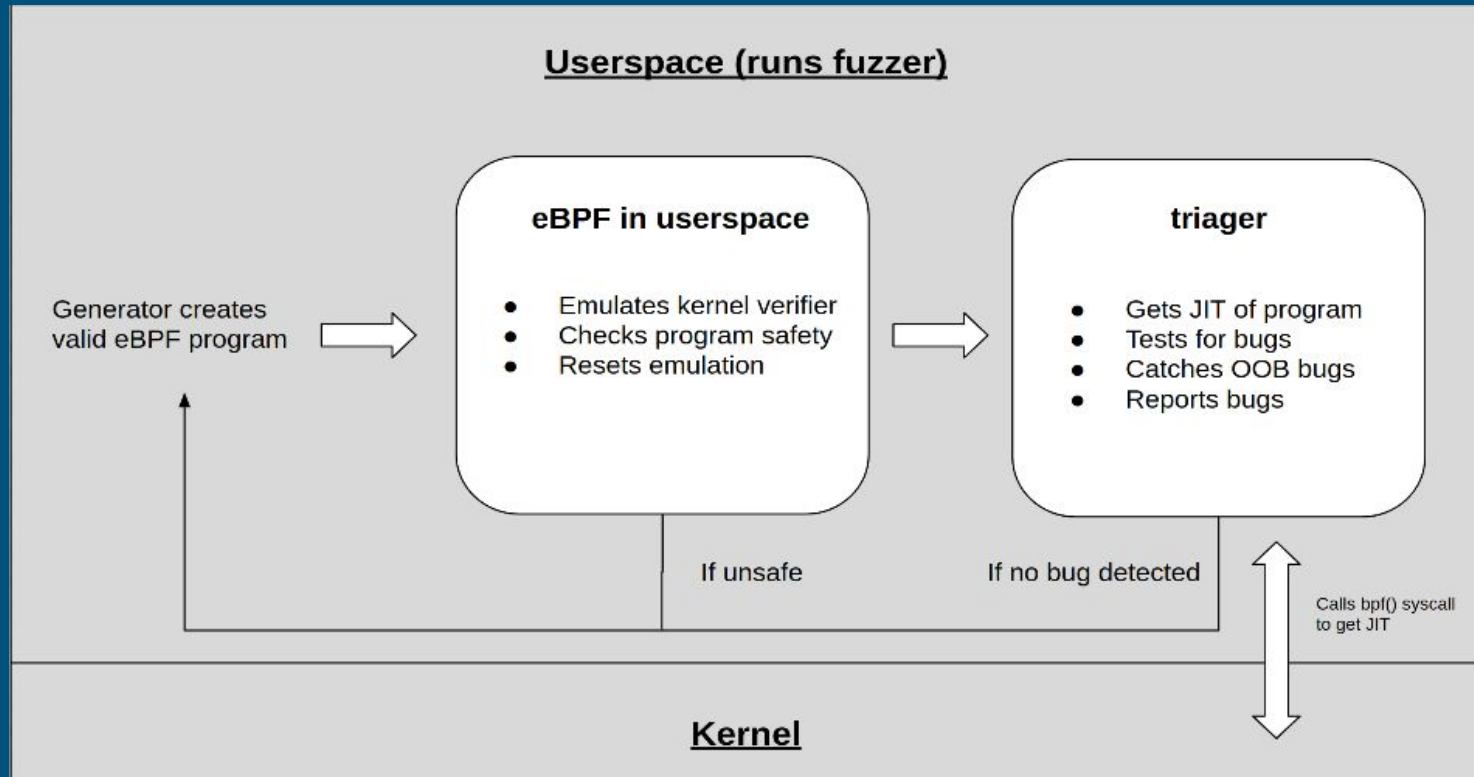 Userspace (runs fuzzer)
Generator creates
valid eBPF program
eBPF in userspace
● Emulates kernel verifier
● Checks program safety
● Resets emulation
triager
● Gets JIT of program
● Tests for bugs
● Catches OOB bugs
● Reports bugs
If unsafe
If no bug detected
Calls bpf() syscall
to get JIT
Kernel